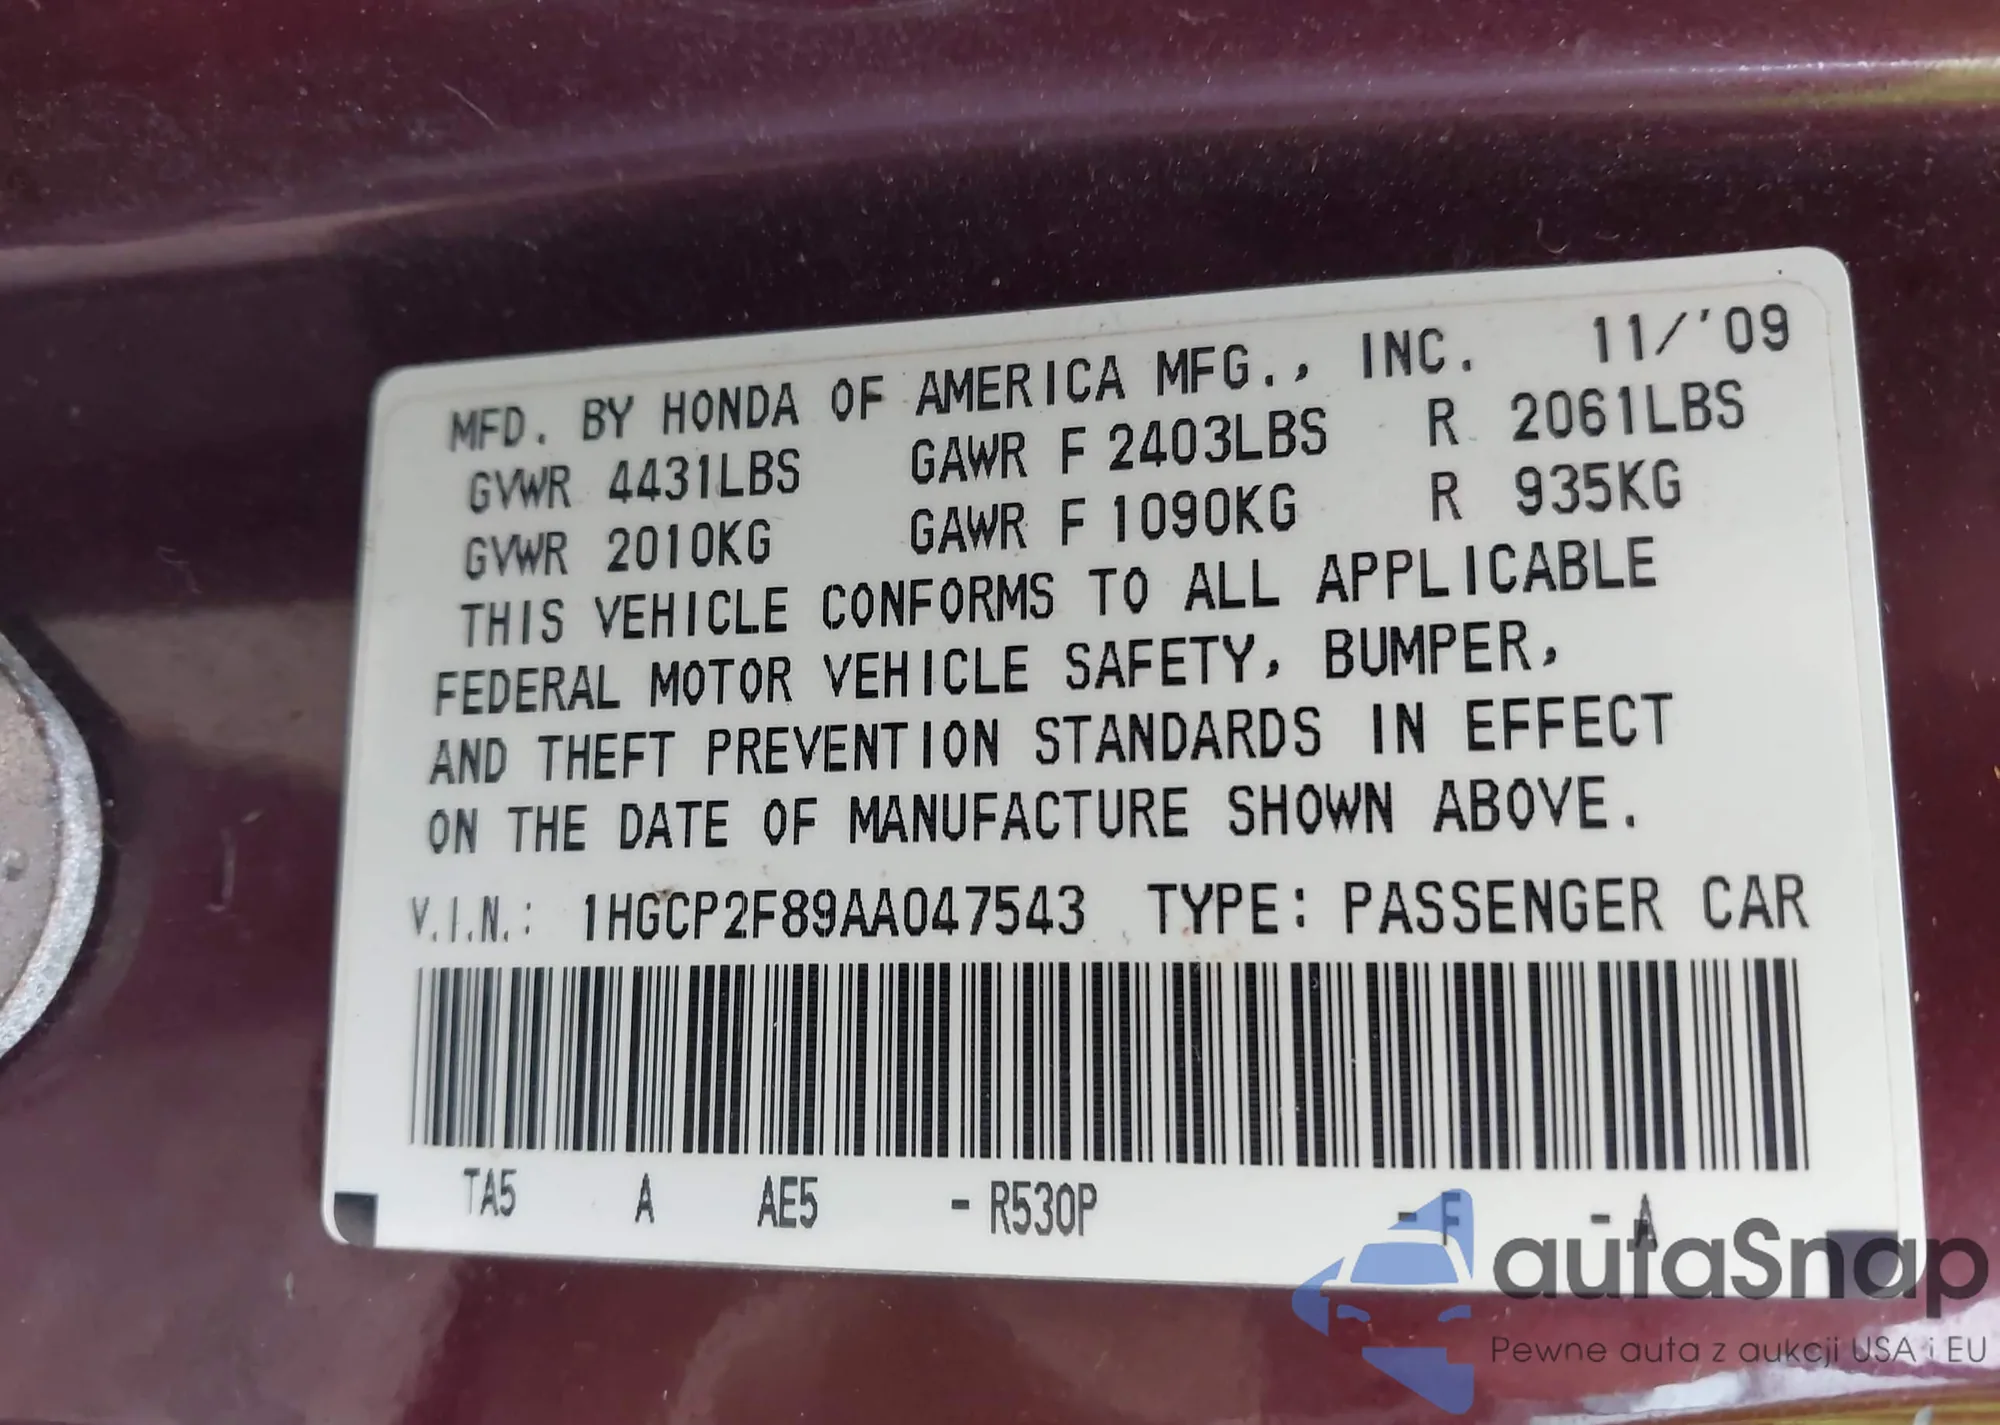 MFD. BY HONDA OF AMERICA MFG., INC. 11/'09
GVWR 4431LBS GAWR F 2403LBS R 2061LBS
GVWR 2010KG GAWR F 1090KG R 935KG
THIS VEHICLE CONFORMS TO ALL APPLICABLE
FEDERAL MOTOR VEHICLE SAFETY, BUMPER,
AND THEFT PREVENTION STANDARDS IN EFFECT
ON THE DATE OF MANUFACTURE SHOWN ABOVE.
V.I.N.: 1HGCP2F89AA047543 TYPE: PASSENGER CAR
TA5 A AE5 - R530P - F - A
autaSnap
Pewne auta z aukcji USA i EU